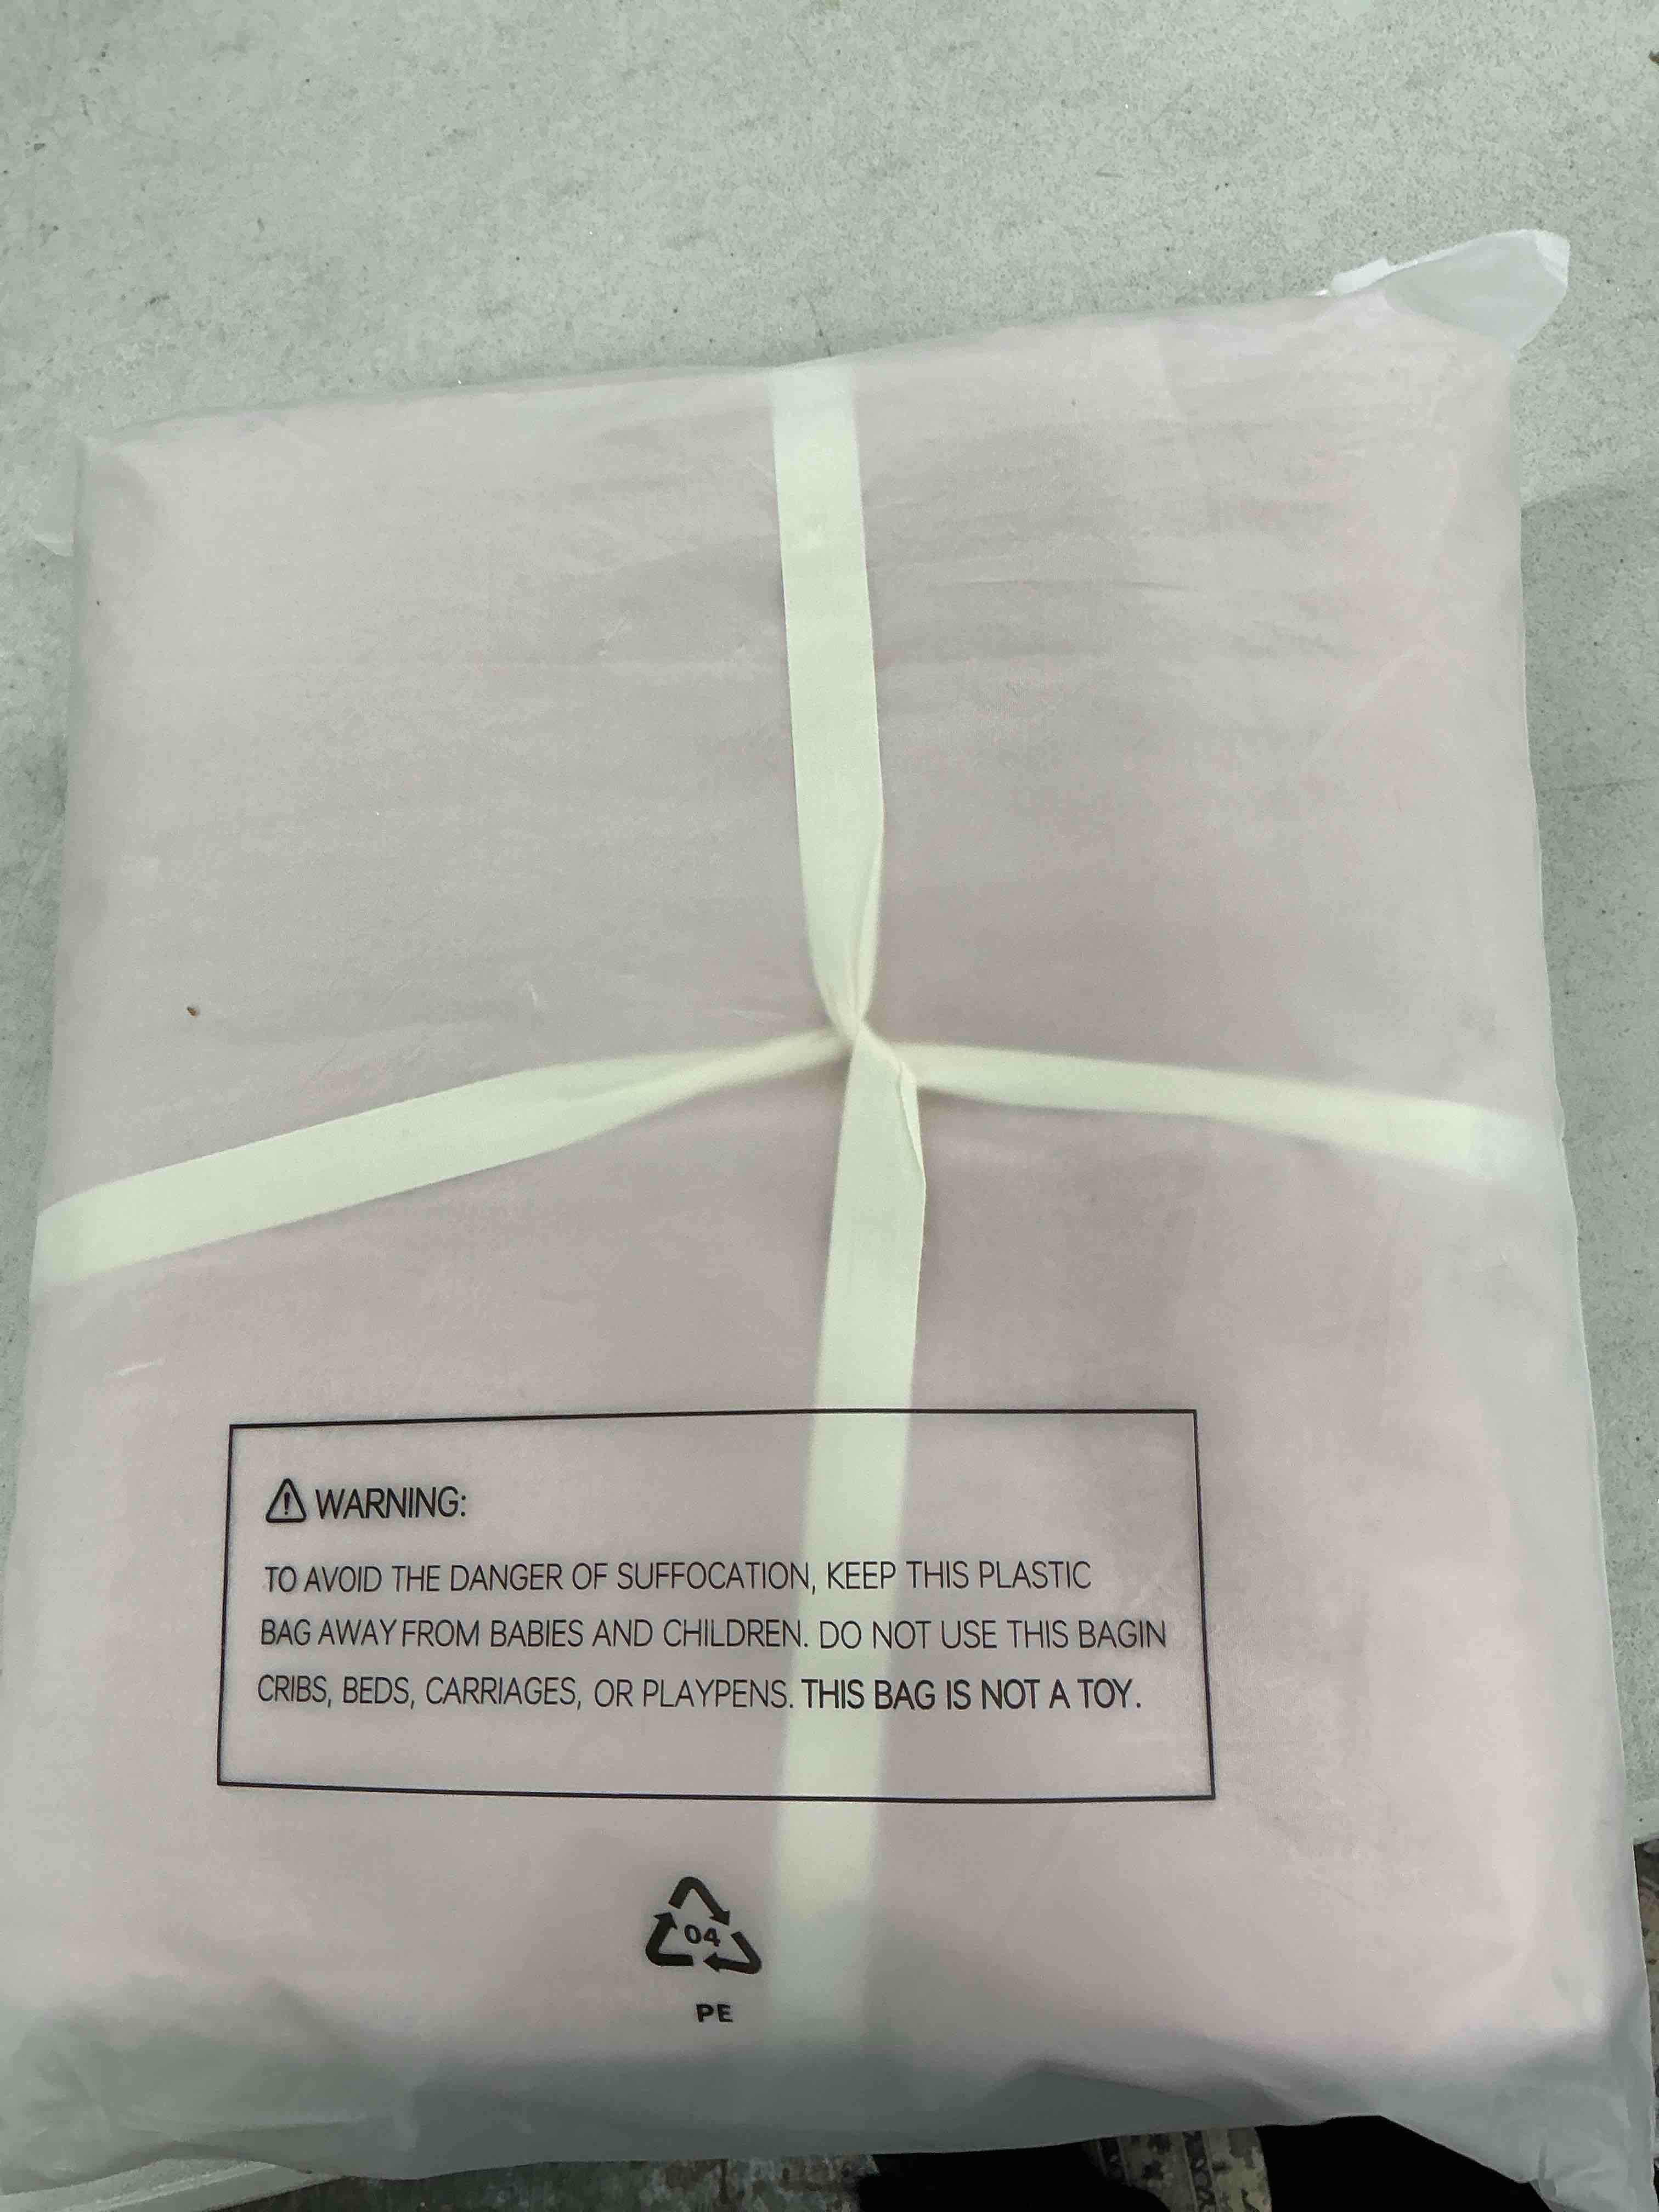 ⚠ WARNING:
TO AVOID THE DANGER OF SUFFOCATION, KEEP THIS PLASTIC
BAG AWAY FROM BABIES AND CHILDREN. DO NOT USE THIS BAGIN
CRIBS, BEDS, CARRIAGES, OR PLAYPENS. THIS BAG IS NOT A TOY.
04
PE